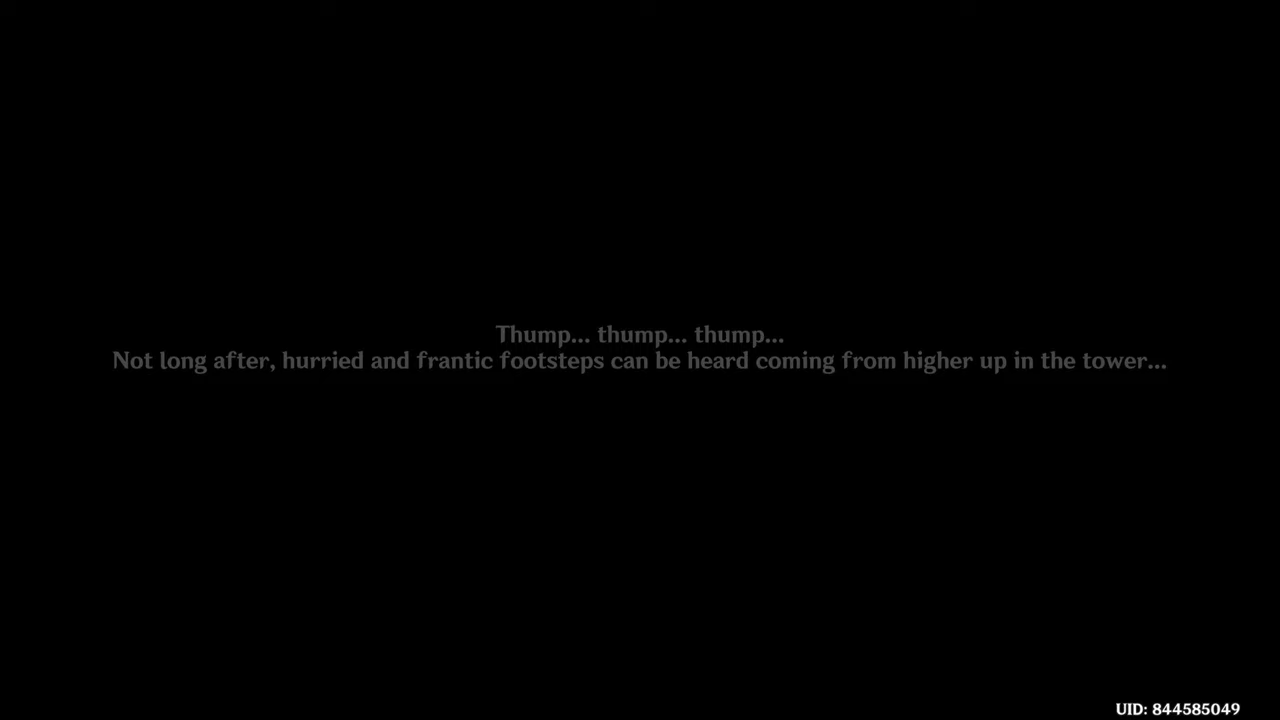 Thump... thump... thump...
Not long after, hurried and frantic footsteps can be heard coming from higher up in the tower...
UID: 844585049